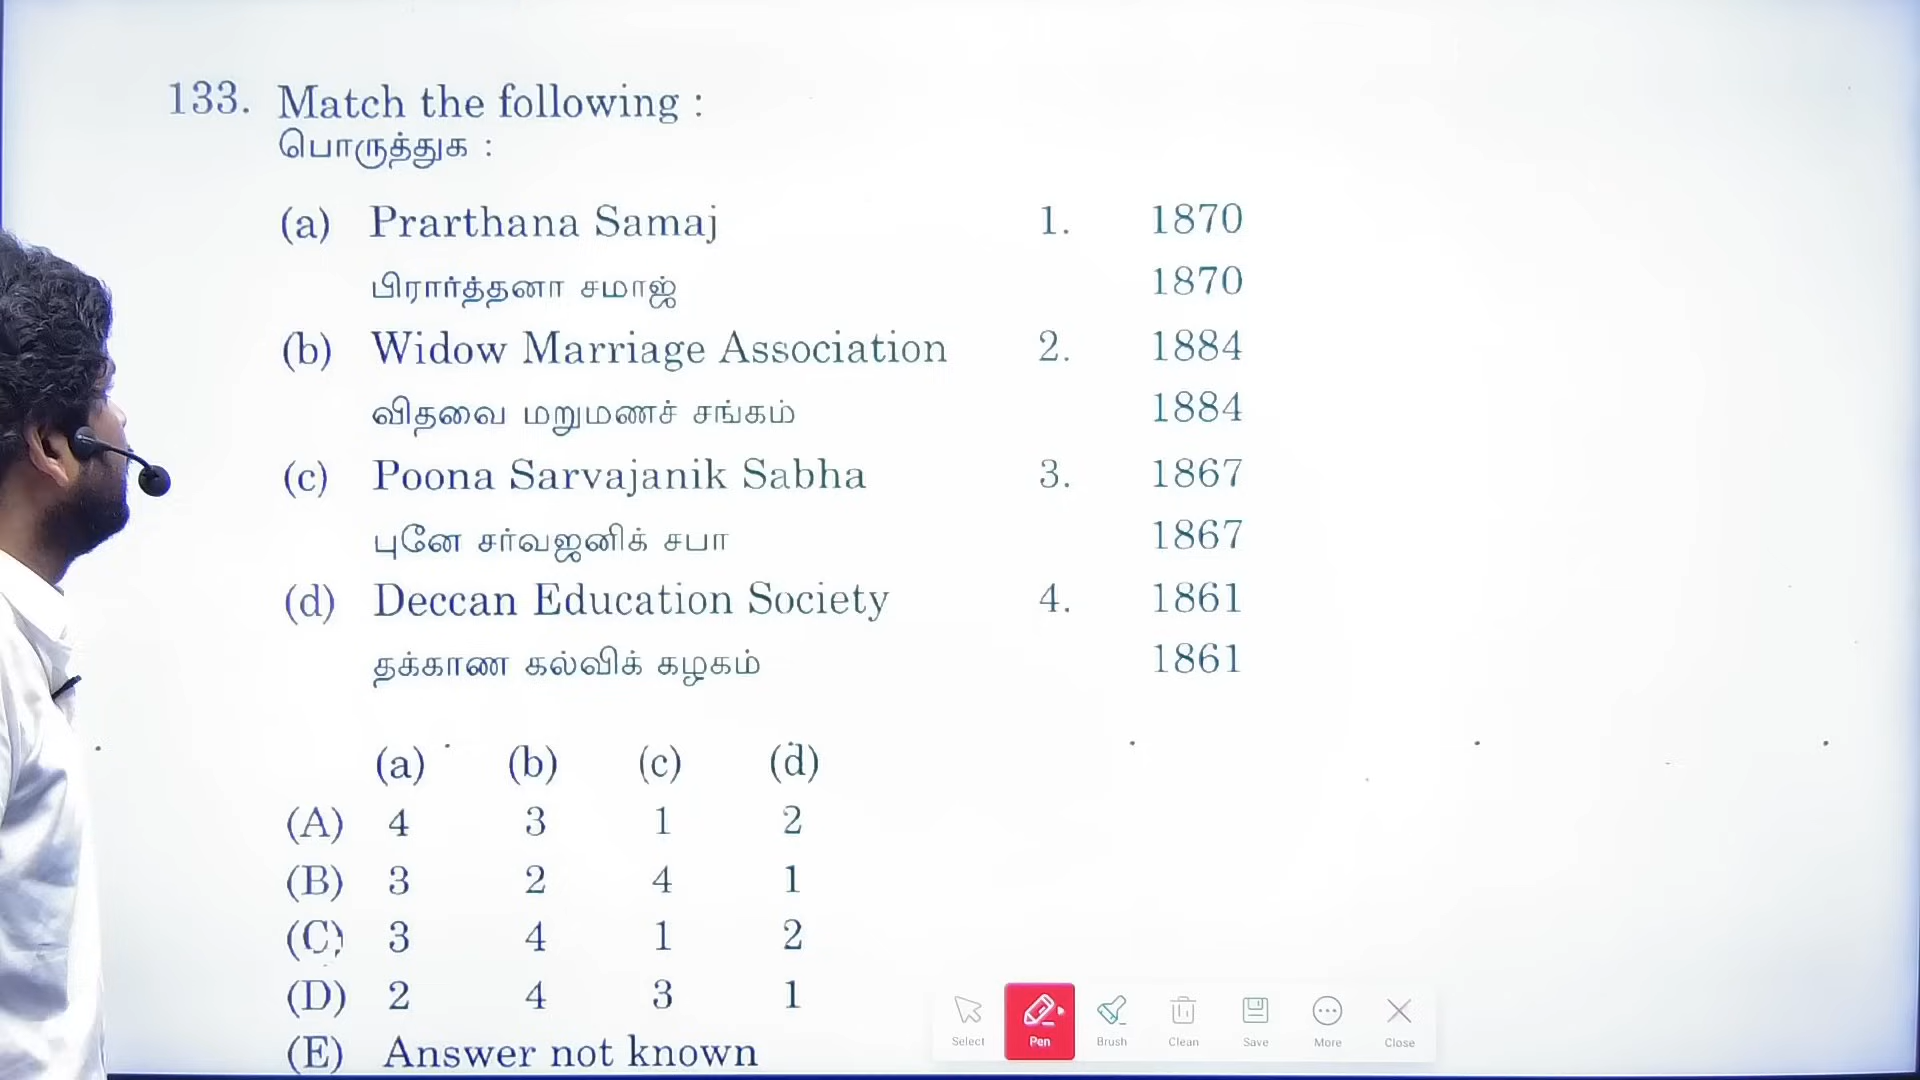 133. Match the following :
பொருத்துக :
(a) Prarthana Samaj 1. 1870
பிரார்த்தனா சமாஜ் 1870
(b) Widow Marriage Association 2. 1884
விதவை மறுமணச் சங்கம் 1884
(c) Poona Sarvajanik Sabha 3. 1867
புனே சர்வஜனிக் சபா 1867
(d) Deccan Education Society 4. 1861
தக்காண கல்விக் கழகம் 1861
(a) (b) (c) (d)
(A) 4 3 1 2
(B) 3 2 4 1
(C) 3 4 1 2
(D) 2 4 3 1
(E) Answer not known
Select Pen Brush Clean Save More Close